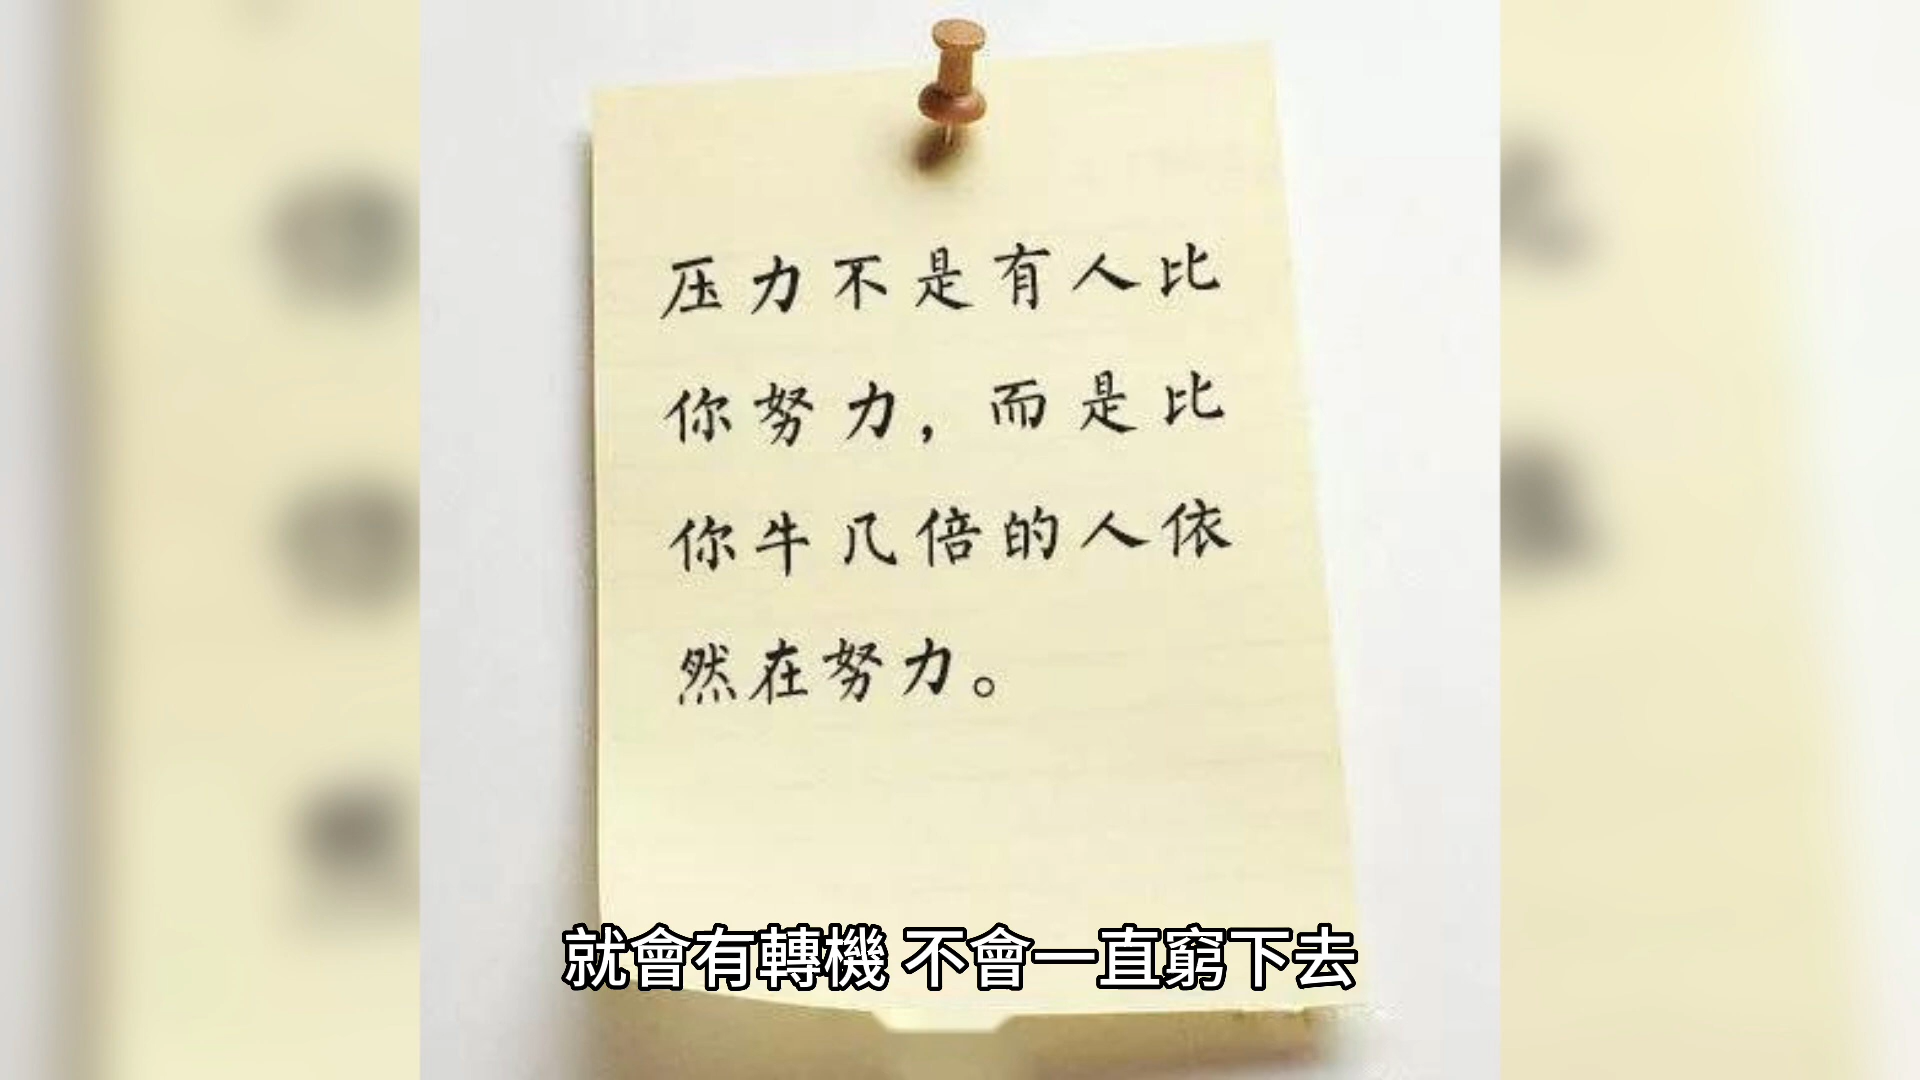 压力不是有人比
你努力，而是比
你牛几倍的人依
然在努力。
就會有轉機 不會一直窮下去